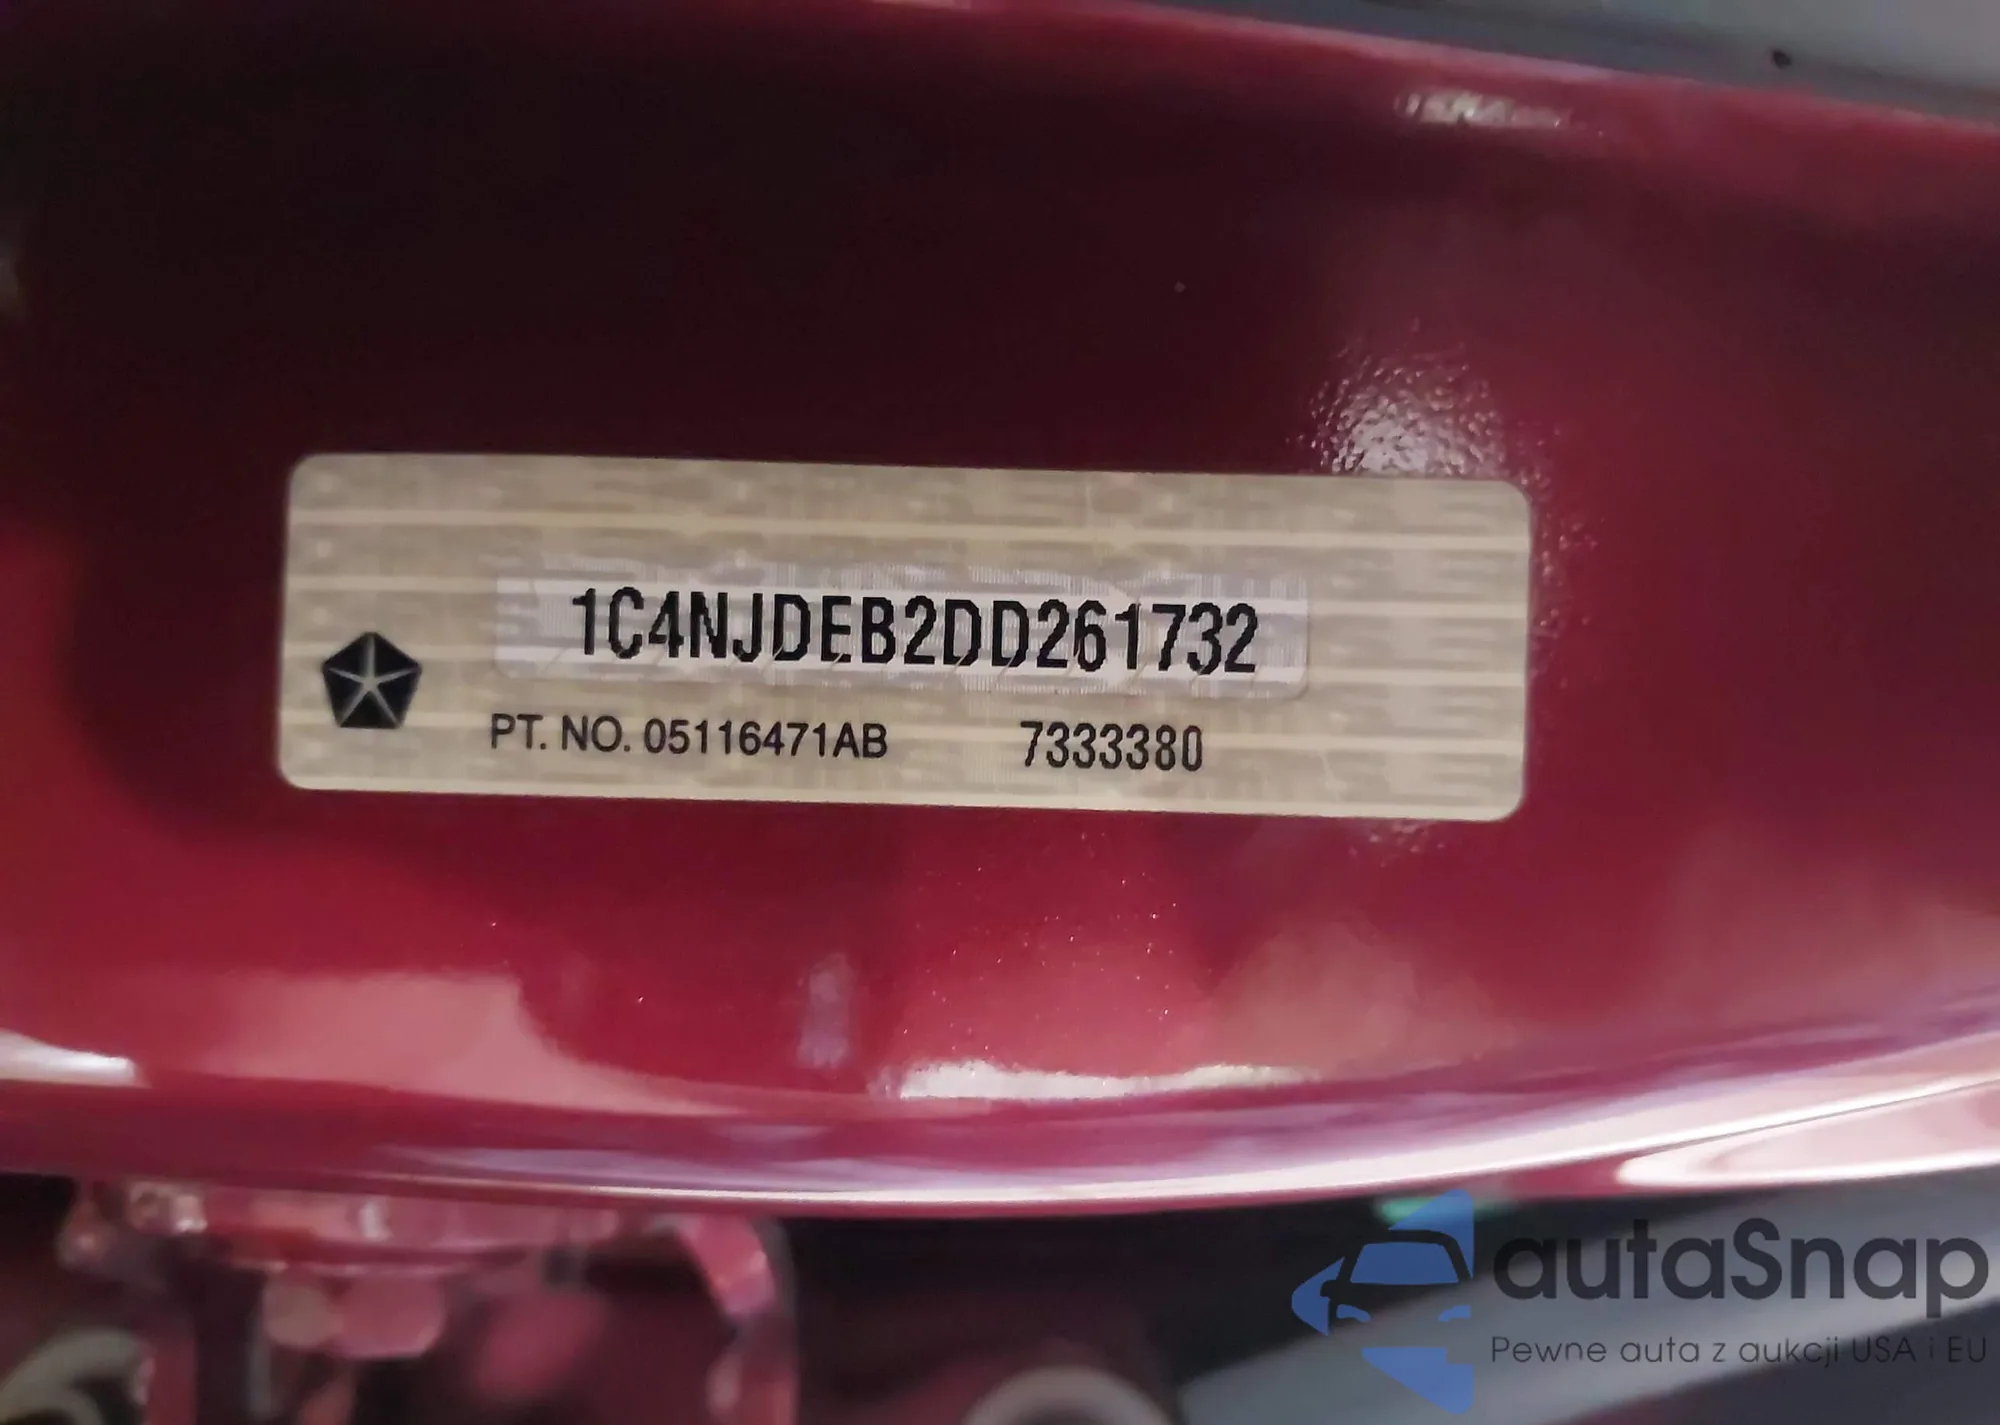 1C4NJDEB2DD261732
PT. NO. 05116471AB 7333380
autaSnap
Pewne auta z aukcji USA i EU